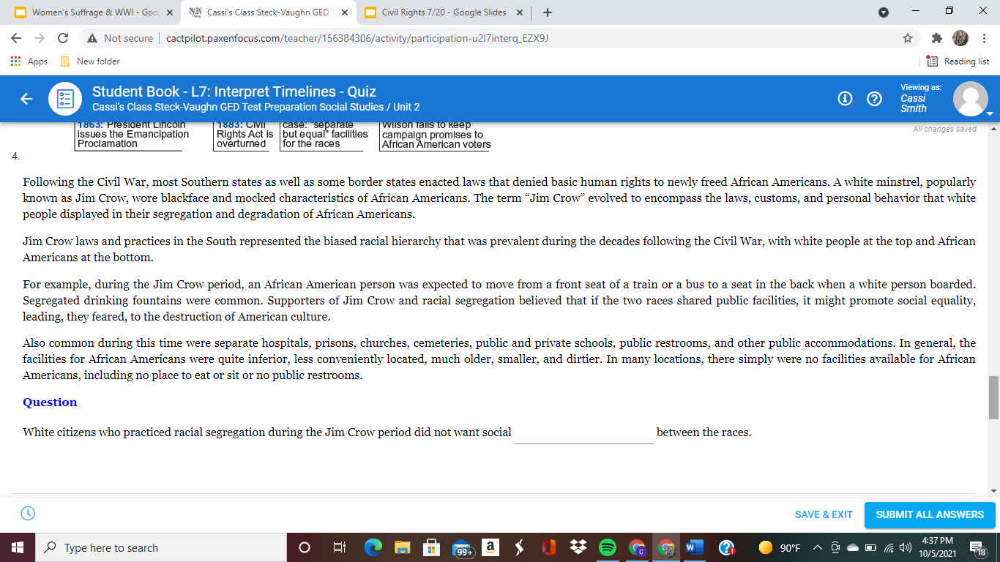 Women's Suffrage & WWI - Goo
Cassi's Class Steck-Vaughn GED T
Civil Rights 7/20 - Google Slides
Not secure
cactpilot.paxenfocus.com/teacher/156384306/activity/participation-u2l7interq_EZX9J
Apps
New folder
Reading list
Student Book - L7: Interpret Timelines - Quiz
Cassi's Class Steck-Vaughn GED Test Preparation Social Studies / Unit 2
Viewing as:
Cassi
Smith
All changes saved
1863: President Lincoln
issues the Emancipation
Proclamation
1883: Civil
Rights Act is
overturned
case: "separate
but equal" facilities
for the races
Wilson fails to keep
campaign promises to
African American voters
4.
Following the Civil War, most Southern states as well as some border states enacted laws that denied basic human rights to newly freed African Americans. A white minstrel, popularly
known as Jim Crow, wore blackface and mocked characteristics of African Americans. The term “Jim Crow” evolved to encompass the laws, customs, and personal behavior that white
people displayed in their segregation and degradation of African Americans.
Jim Crow laws and practices in the South represented the biased racial hierarchy that was prevalent during the decades following the Civil War, with white people at the top and African
Americans at the bottom.
For example, during the Jim Crow period, an African American person was expected to move from a front seat of a train or a bus to a seat in the back when a white person boarded.
Segregated drinking fountains were common. Supporters of Jim Crow and racial segregation believed that if the two races shared public facilities, it might promote social equality,
leading, they feared, to the destruction of American culture.
Also common during this time were separate hospitals, prisons, churches, cemeteries, public and private schools, public restrooms, and other public accommodations. In general, the
facilities for African Americans were quite inferior, less conveniently located, much older, smaller, and dirtier. In many locations, there simply were no facilities available for African
Americans, including no place to eat or sit or no public restrooms.
Question
White citizens who practiced racial segregation during the Jim Crow period did not want social between the races.
SAVE & EXIT
SUBMIT ALL ANSWERS
Type here to search
99+
90°F
4:37 PM
10/5/2021
18